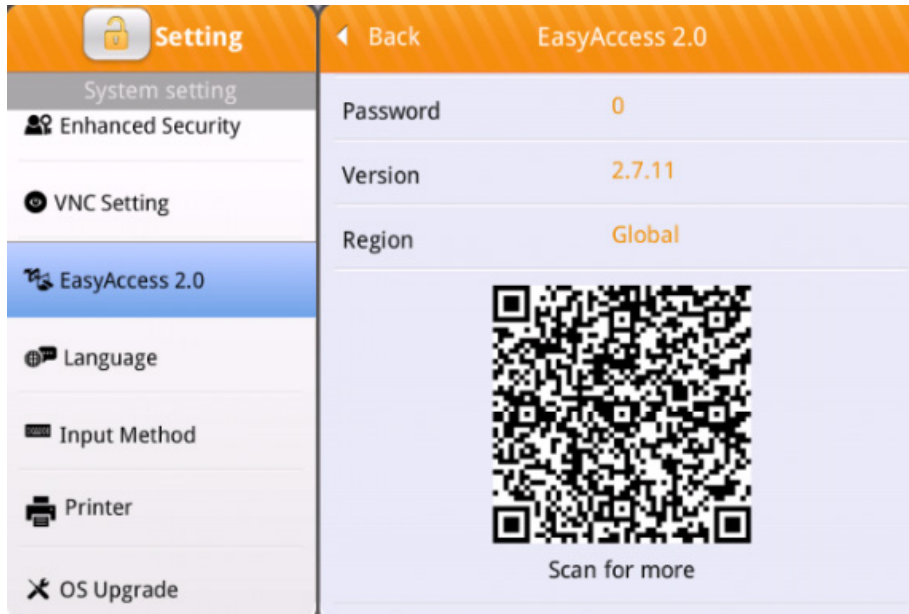 Setting
System setting
Enhanced Security
VNC Setting
EasyAccess 2.0
Language
Input Method
Printer
OS Upgrade
Back
EasyAccess 2.0
Password 0
Version 2.7.11
Region Global
Scan for more